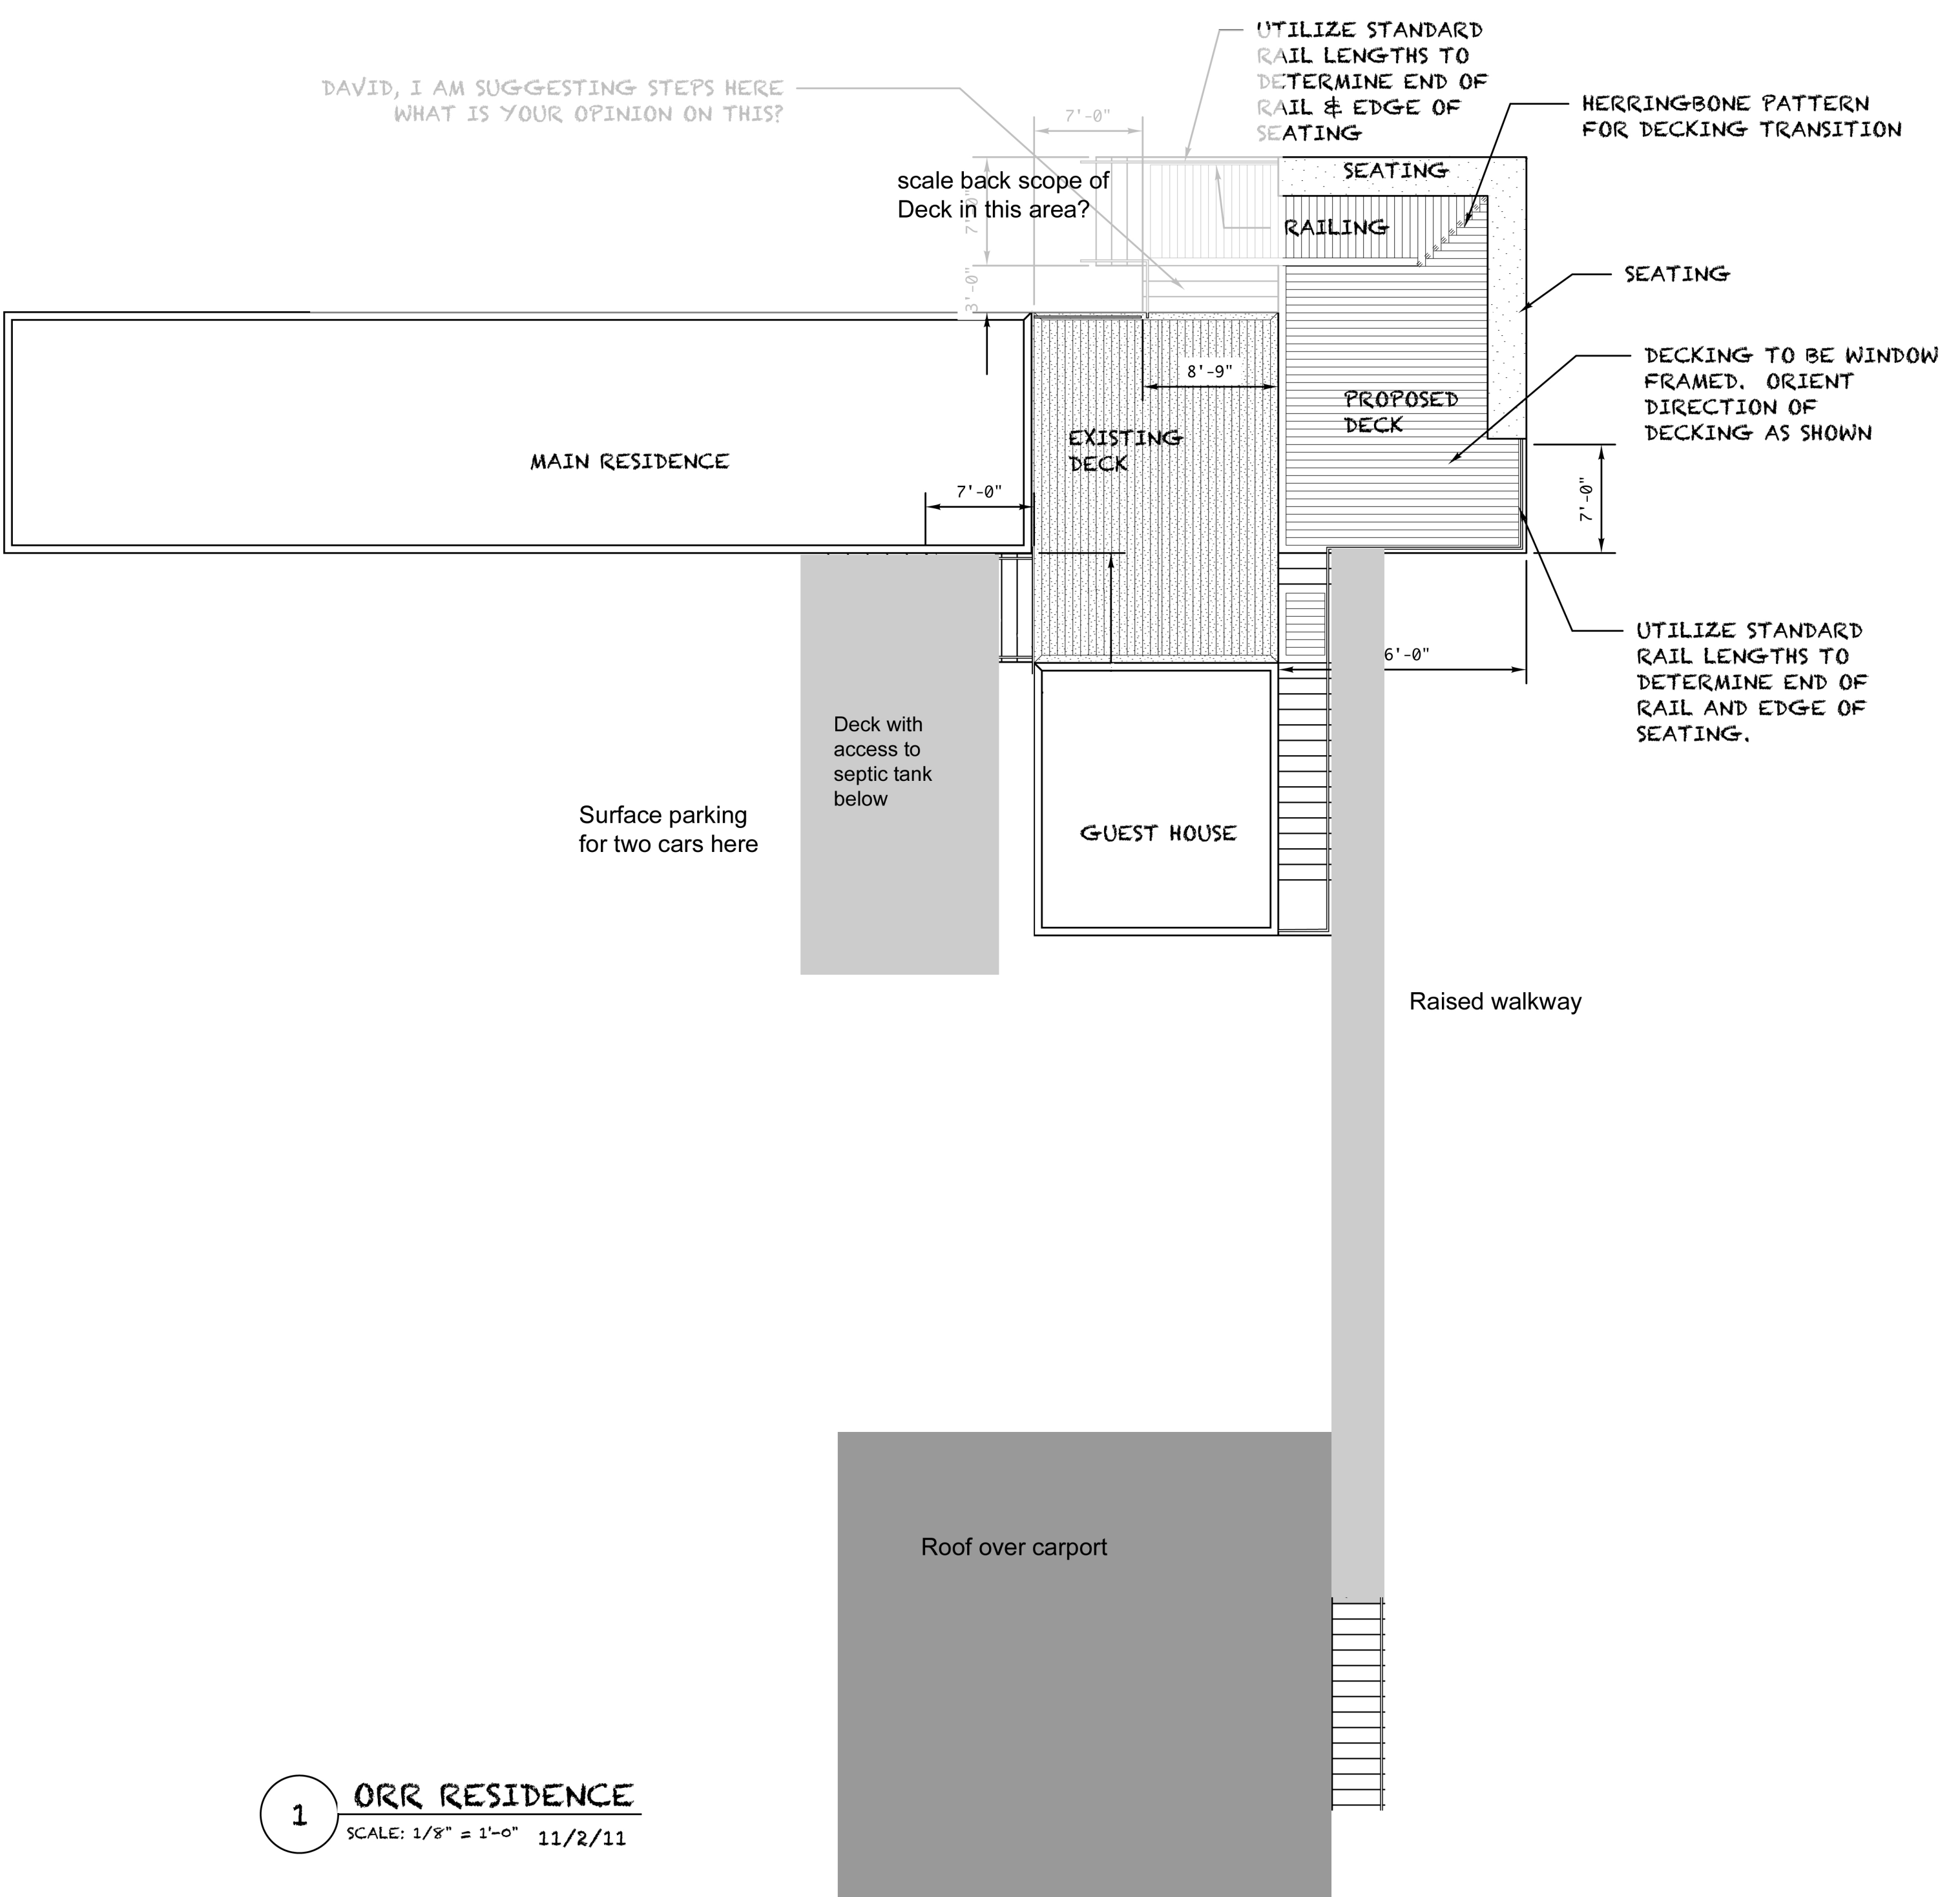 UTILIZE STANDARD
RAIL LENGTHS TO
DETERMINE END OF
RAIL & EDGE OF
SEATING
DAVID, I AM SUGGESTING STEPS HERE
WHAT IS YOUR OPINION ON THIS?
7'-0"
HERRINGBONE PATTERN
FOR DECKING TRANSITION
SEATING
scale back scope of
Deck in this area?
7'-0"
RAILING
SEATING
3'-0"
DECKING TO BE WINDOW
FRAMED. ORIENT
DIRECTION OF
DECKING AS SHOWN
8'-9"
PROPOSED
DECK
EXISTING
DECK
MAIN RESIDENCE
7'-0"
7'-0"
UTILIZE STANDARD
RAIL LENGTHS TO
DETERMINE END OF
RAIL AND EDGE OF
SEATING.
6'-0"
Deck with
access to
septic tank
below
Surface parking
for two cars here
GUEST HOUSE
Raised walkway
Roof over carport
1
ORR RESIDENCE
SCALE: 1/8" = 1'-0" 11/2/11